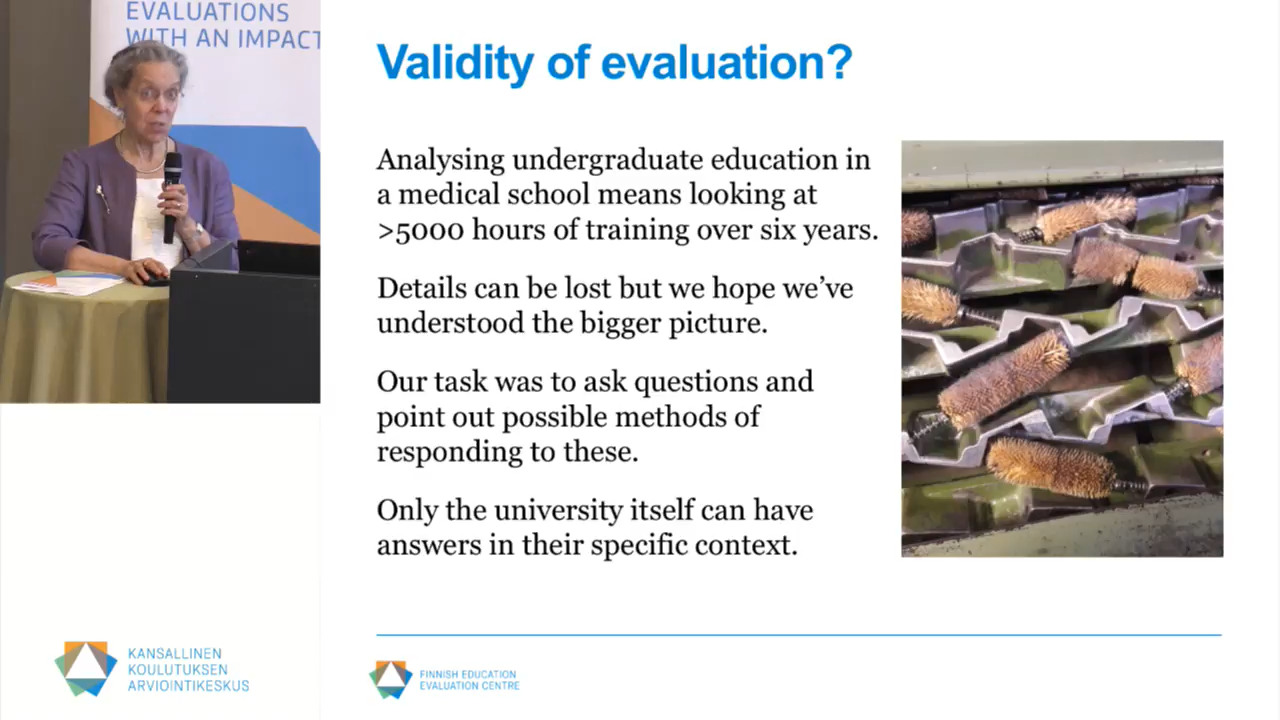 EVALUATIONS
WITH AN IMPACT
Validity of evaluation?
Analysing undergraduate education in
a medical school means looking at
>5000 hours of training over six years.
Details can be lost but we hope we’ve
understood the bigger picture.
Our task was to ask questions and
point out possible methods of
responding to these.
Only the university itself can have
answers in their specific context.
KANSALLINEN
KOULUTUKSEN
ARVIOINTIKESKUS
FINNISH EDUCATION
EVALUATION CENTRE